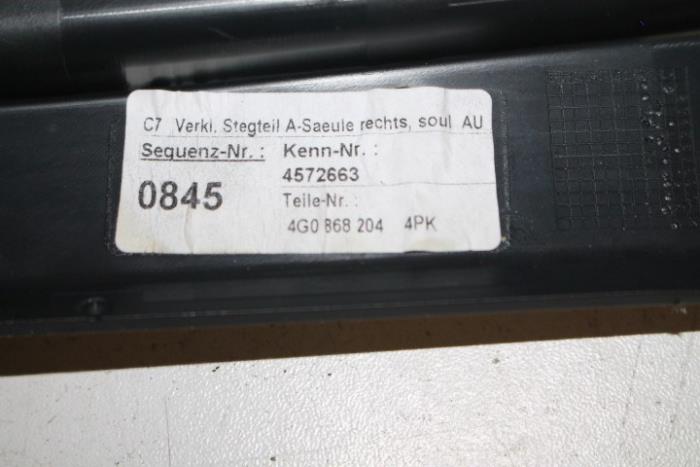 C7 Verkl. Stegteil A-Saeule rechts, soul AU
Sequenz-Nr. : Kenn-Nr. :
0845 4572663
Teile-Nr. :
4G0 868 204 4PK